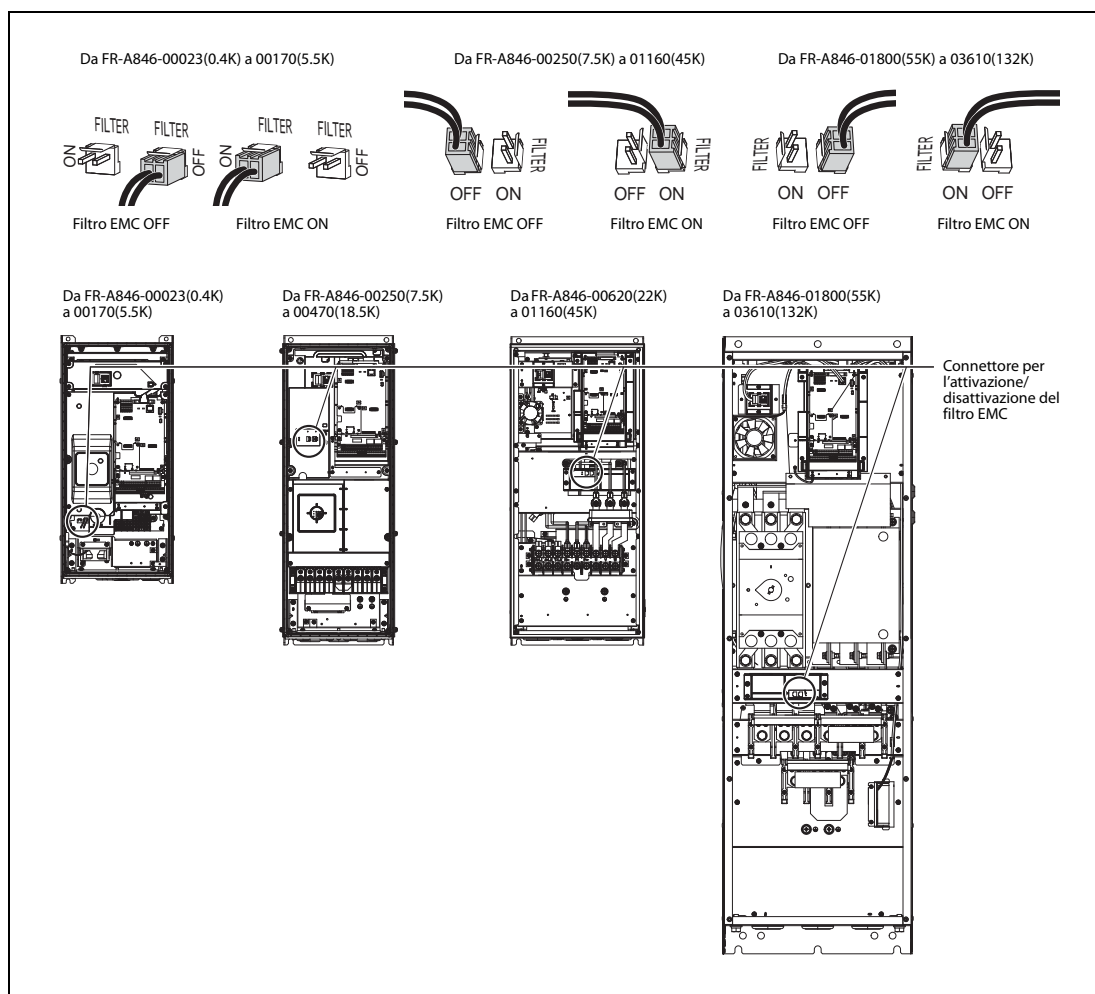 Da FR-A846-00023(0.4K) a 00170(5.5K)
Da FR-A846-00250(7.5K) a 01160(45K)
Da FR-A846-01800(55K) a 03610(132K)
ON
FILTER
FILTER
OFF
ON
FILTER
FILTER
OFF
FILTER
OFF ON
FILTER
OFF ON
FILTER
ON OFF
FILTER
ON OFF
Filtro EMC OFF
Filtro EMC ON
Filtro EMC OFF
Filtro EMC ON
Filtro EMC OFF
Filtro EMC ON
Da FR-A846-00023(0.4K)
a 00170(5.5K)
Da FR-A846-00250(7.5K)
a 00470(18.5K)
Da FR-A846-00620(22K)
a 01160(45K)
Da FR-A846-01800(55K)
a 03610(132K)
Connettore per
l'attivazione/
disattivazione del
filtro EMC